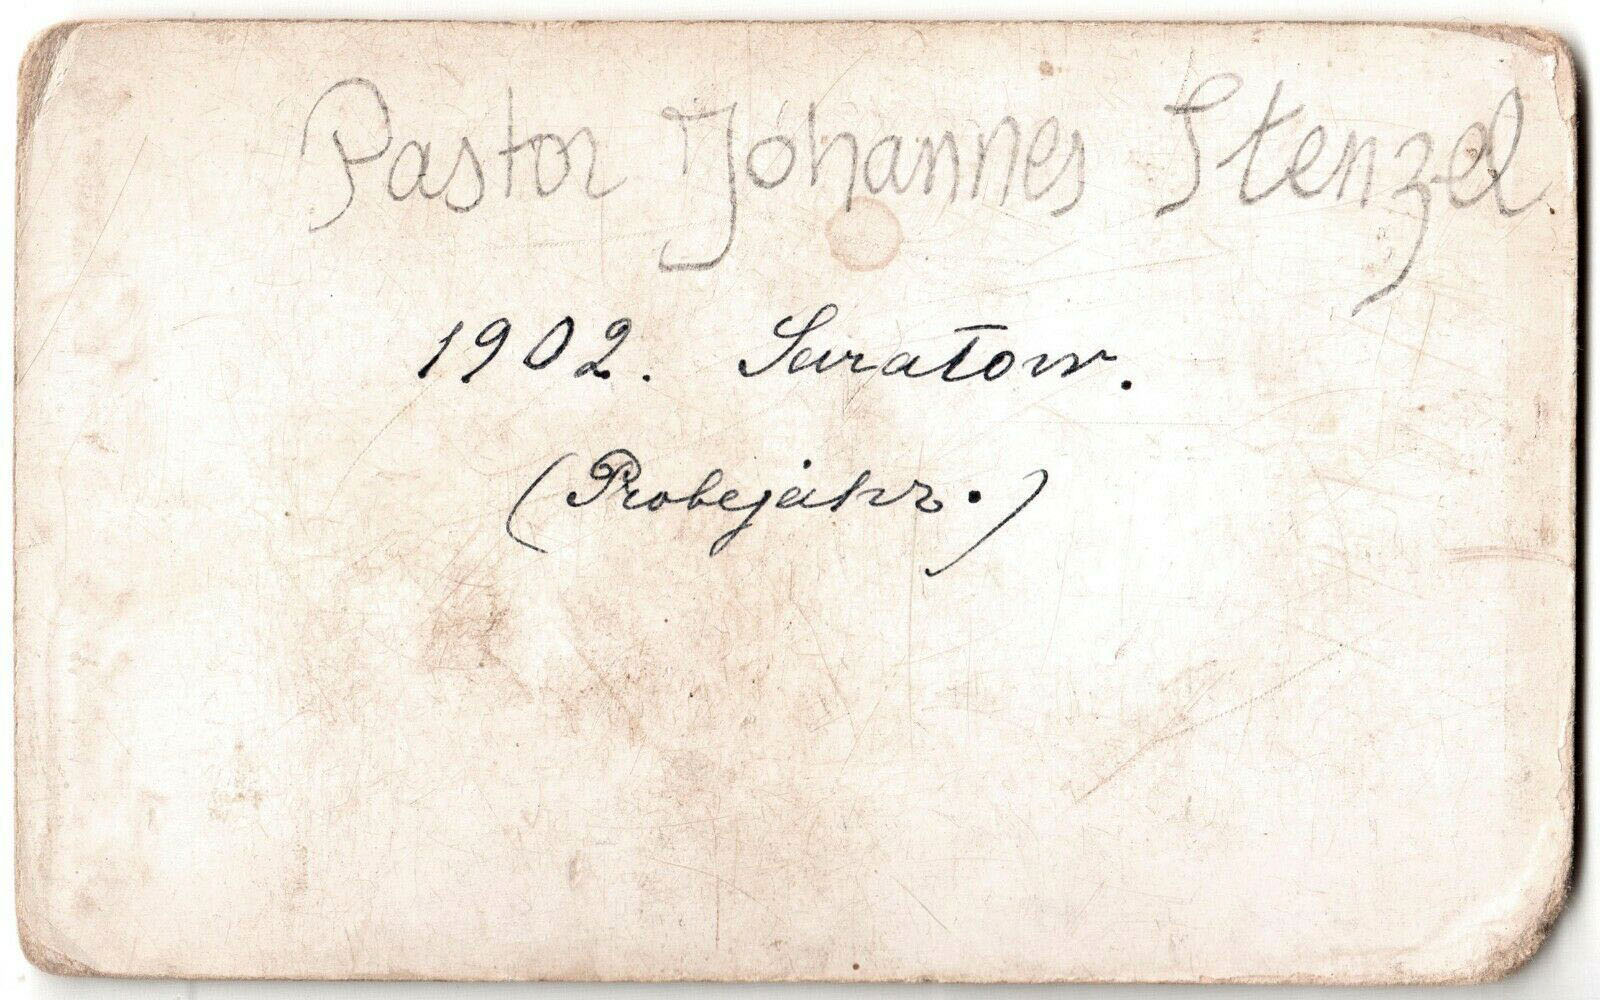 Pastor Johannes Stenzel
1902. Saratow.
(Probejahr.)